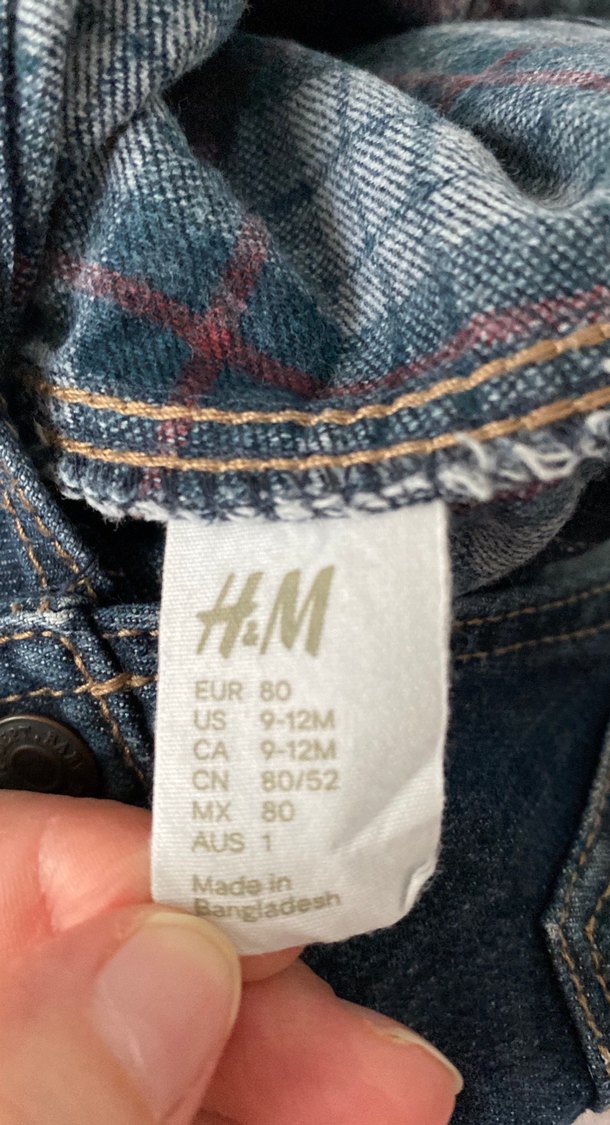 H&M
EUR 80
US 9-12M
CA 9-12M
CN 80/52
MX 80
AUS 1
Made in
Bangladesh